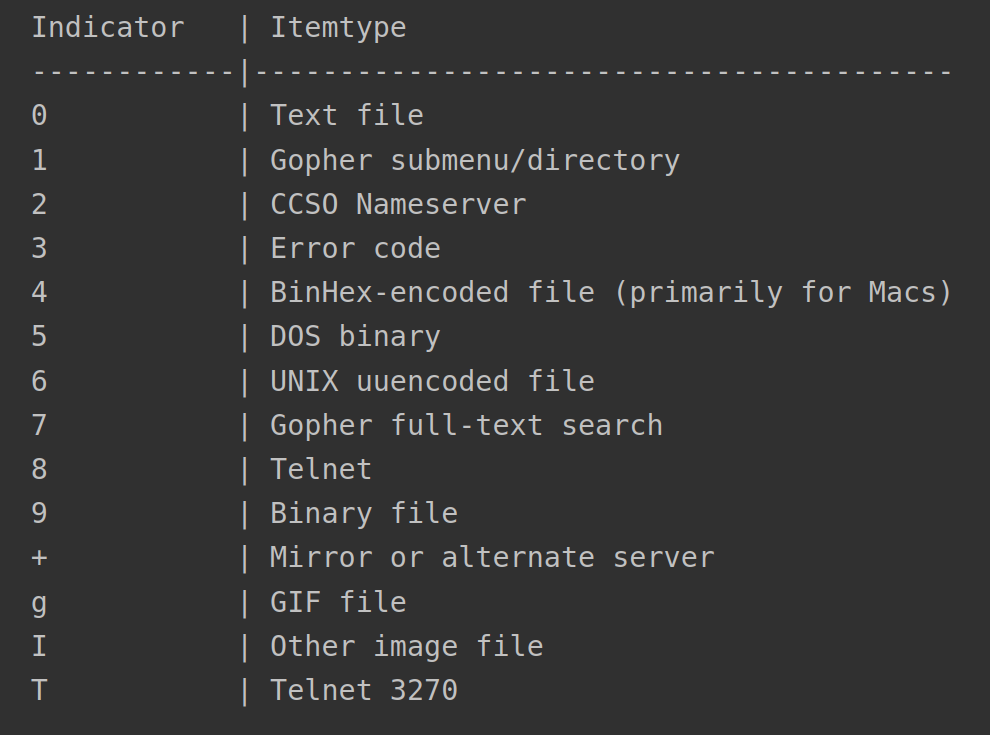 Indicator   | Itemtype
------------|-----------------------------------------
0           | Text file
1           | Gopher submenu/directory
2           | CCSO Nameserver
3           | Error code
4           | BinHex-encoded file (primarily for Macs)
5           | DOS binary
6           | UNIX uuencoded file
7           | Gopher full-text search
8           | Telnet
9           | Binary file
+           | Mirror or alternate server
g           | GIF file
I           | Other image file
T           | Telnet 3270